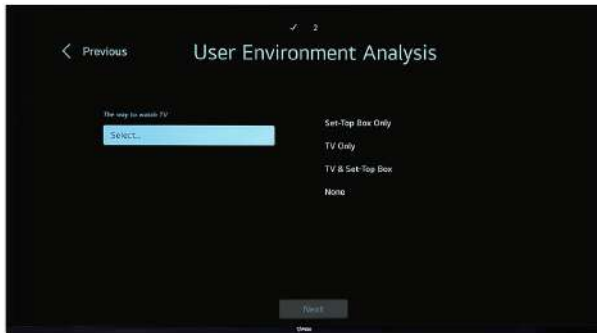 ✓ 2
Previous
User Environment Analysis
The way to watch TV
Select...
Set-Top Box Only
TV Only
TV & Set-Top Box
None
Next